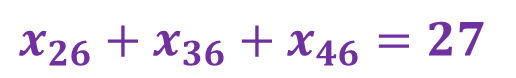 x₂₆ + x₃₆ + x₄₆ = 27